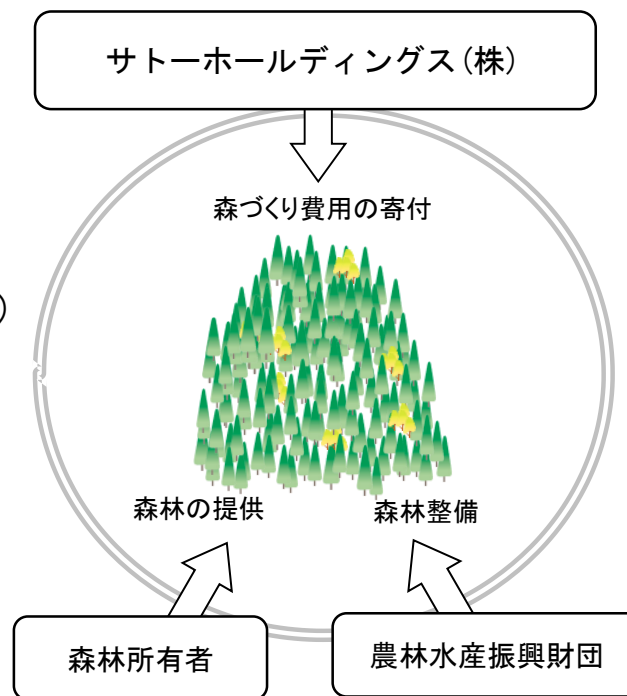 サトーホールディングス(株)
森づくり費用の寄付
)
森林の提供
森林整備
森林所有者
農林水産振興財団